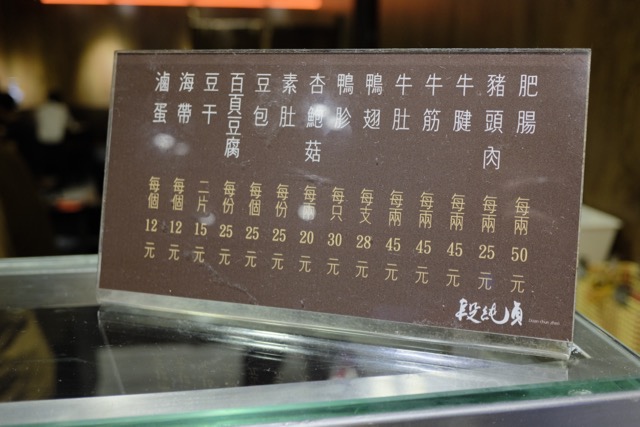 肥腸 每兩 50 元
豬頭肉 每兩 25 元
牛腱 每兩 45 元
牛筋 每兩 45 元
牛肚 每兩 45 元
鴨翅 每支 28 元
鴨胗 每只 30 元
杏鮑菇 每兩 20 元
素肚 每份 25 元
豆包 每個 25 元
百頁豆腐 每份 25 元
豆干 二片 15 元
海帶 每個 12 元
滷蛋 每個 12 元
段純貞